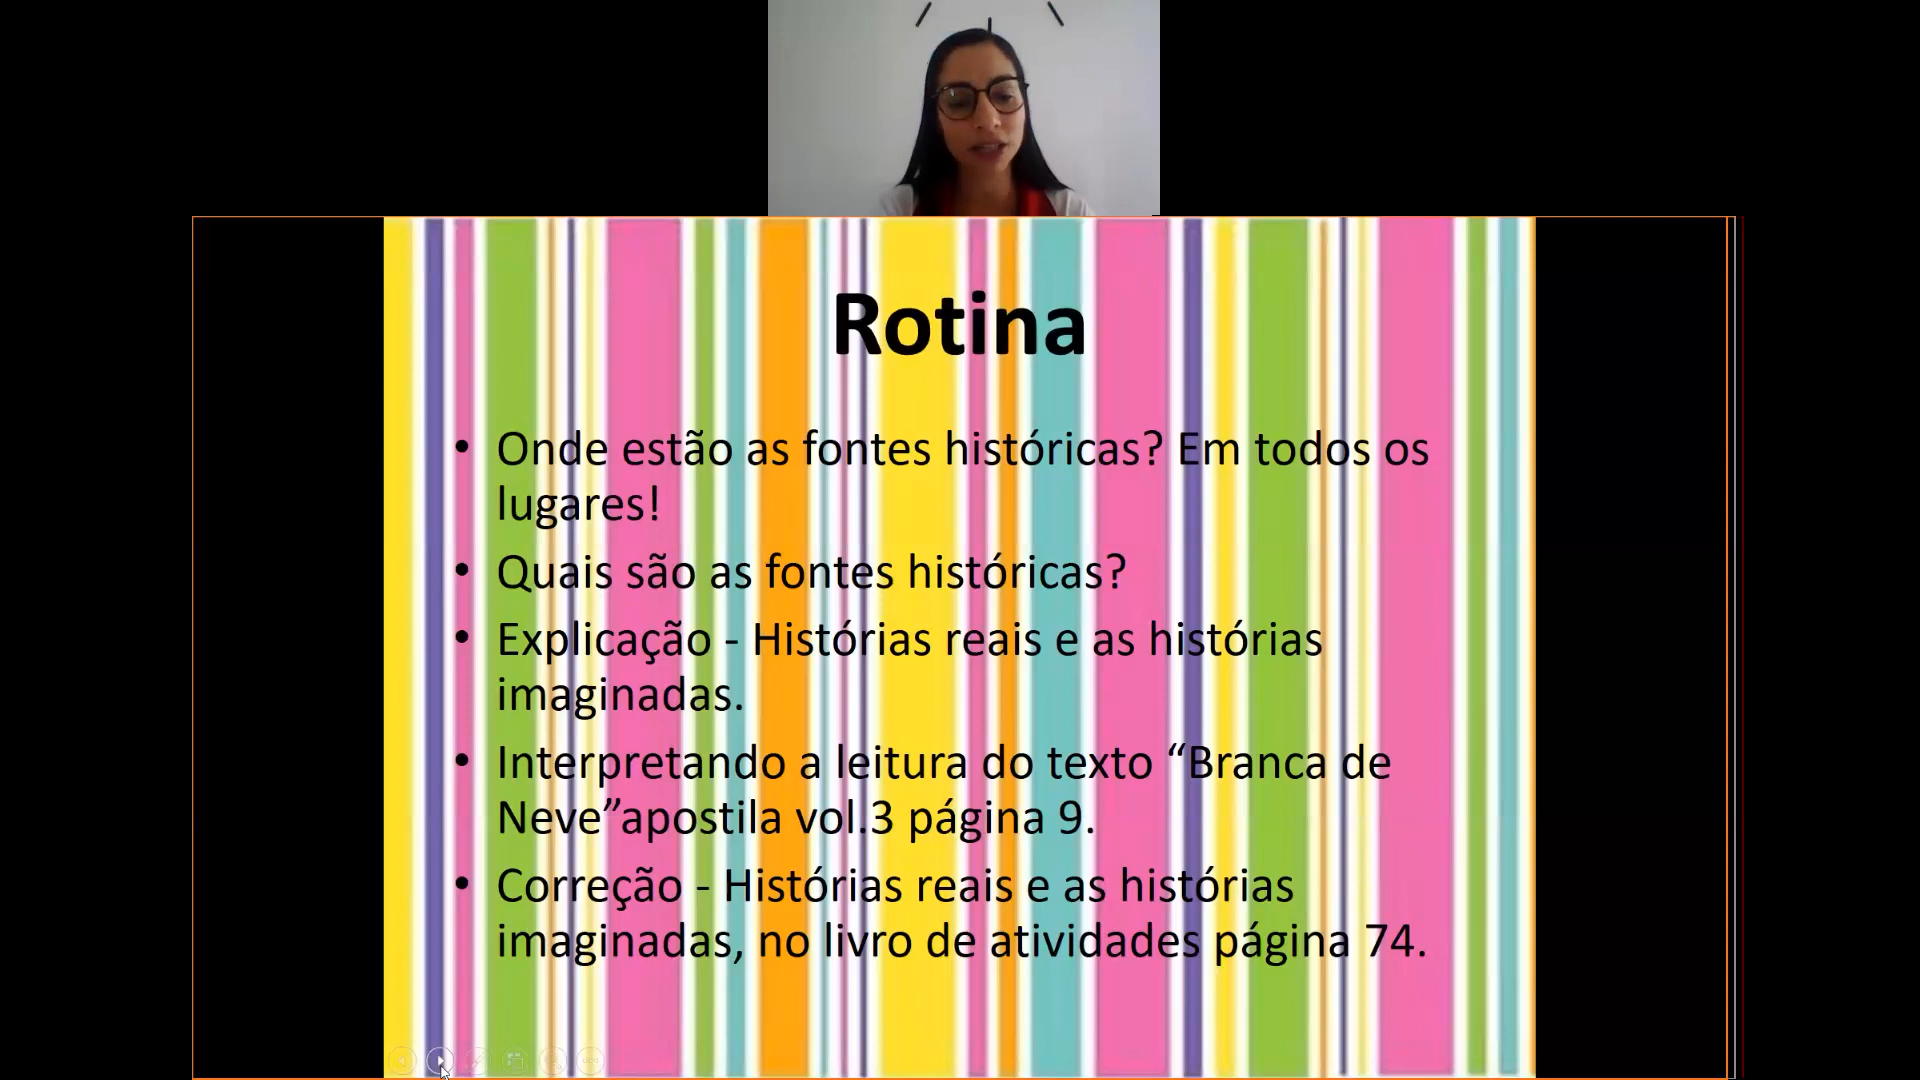 Rotina
• Onde estão as fontes históricas? Em todos os
lugares!
• Quais são as fontes históricas?
• Explicação - Histórias reais e as histórias
imaginadas.
• Interpretando a leitura do texto “Branca de
Neve”apostila vol.3 página 9.
• Correção - Histórias reais e as histórias
imaginadas, no livro de atividades página 74.